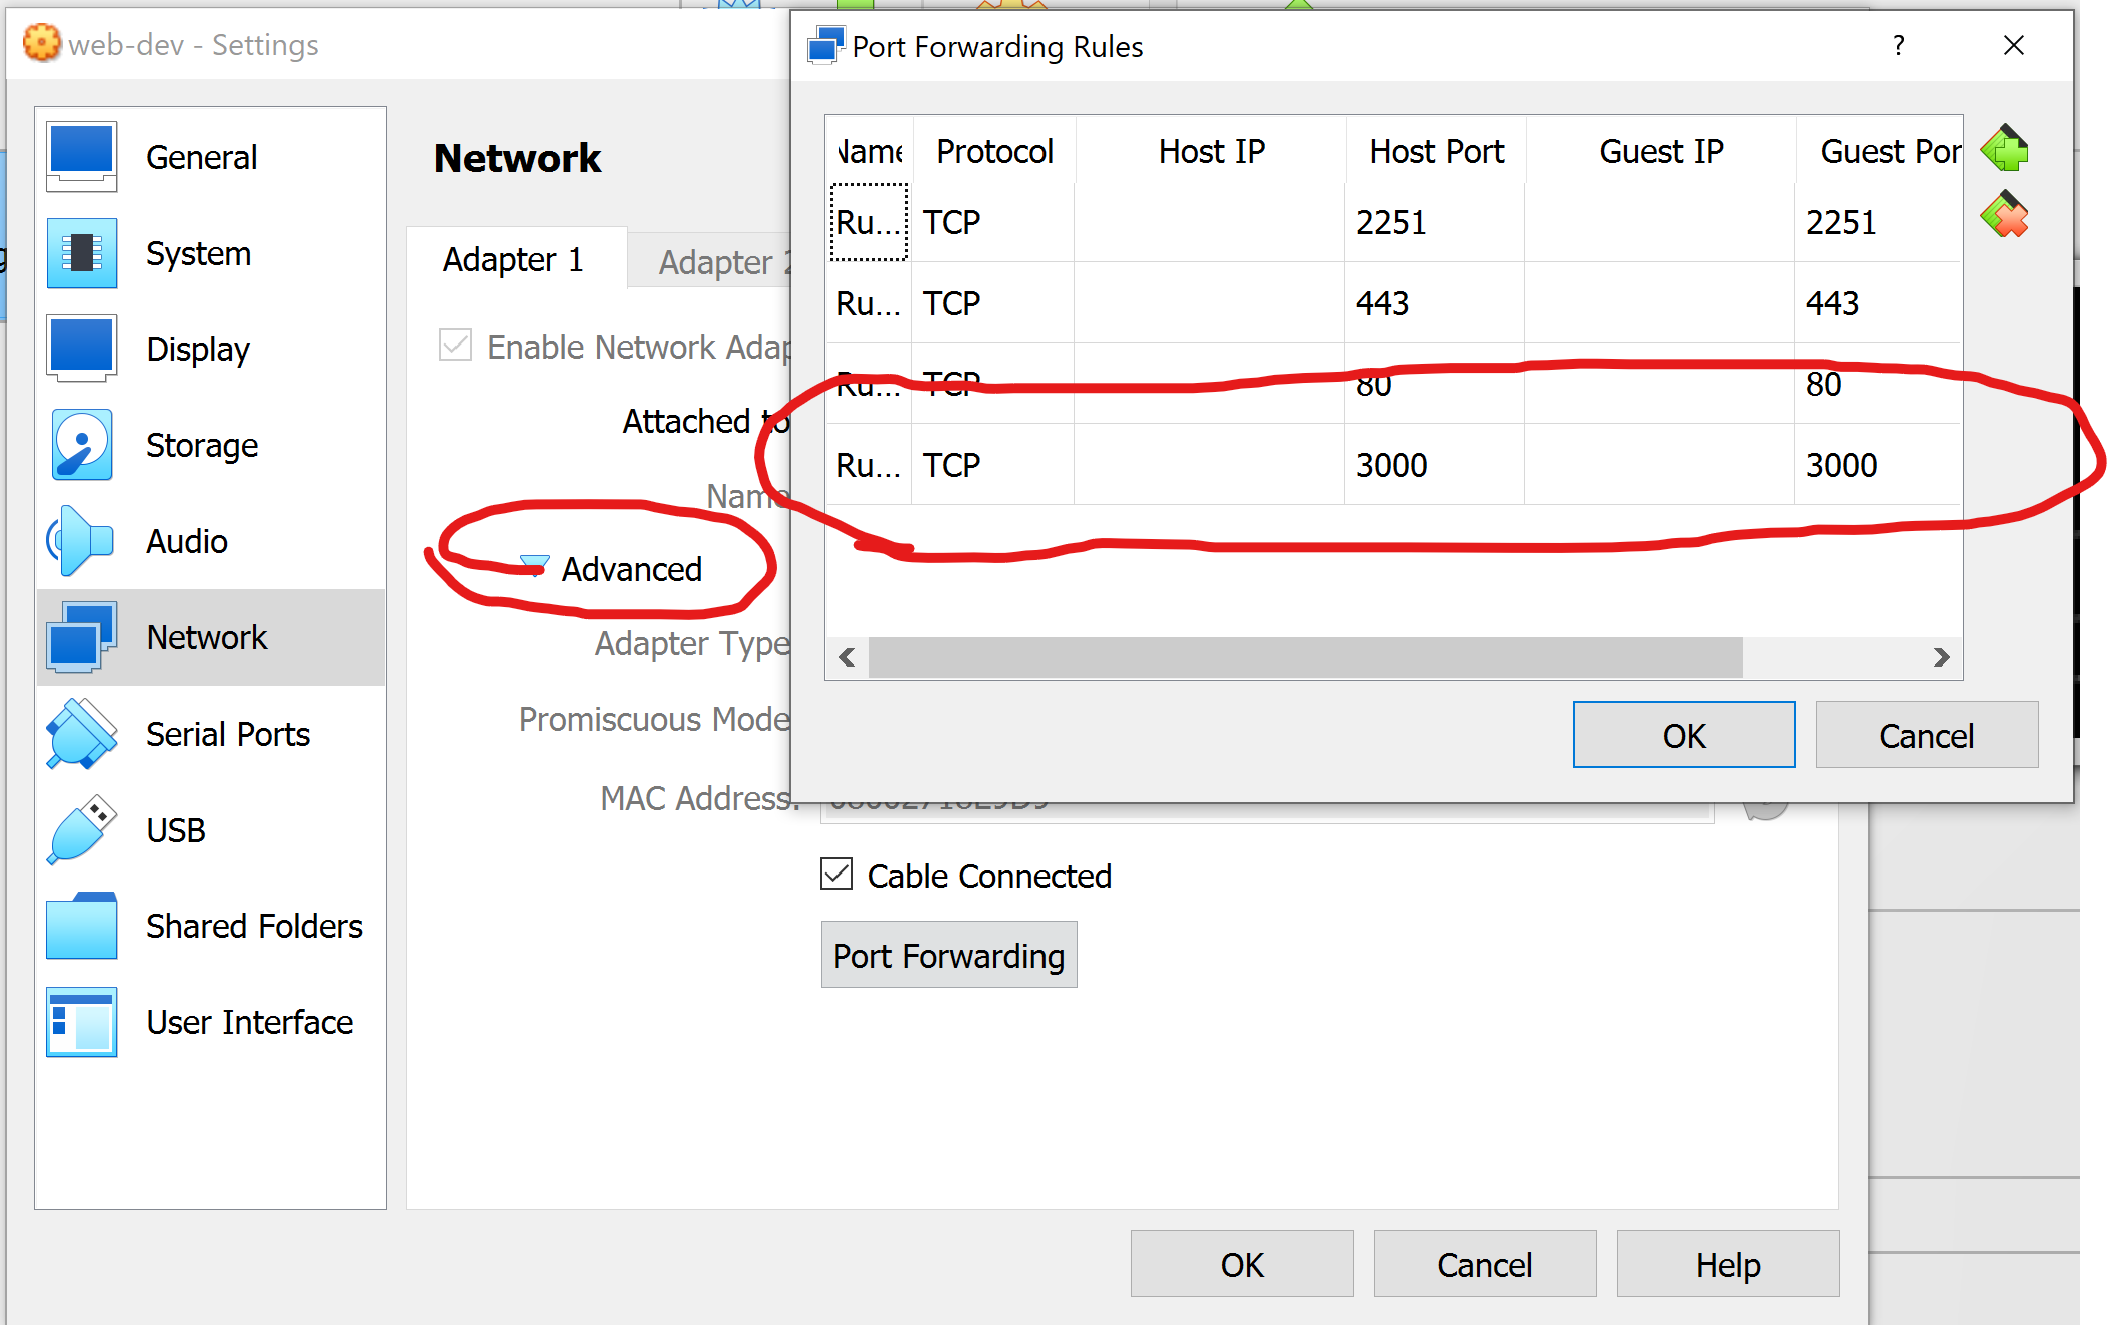 web-dev - Settings
General
System
Display
Storage
Audio
Network
Serial Ports
USB
Shared Folders
User Interface
Network
Adapter 1 Adapter 2
Enable Network Adap
Attached to
Name
Advanced
Adapter Type
Promiscuous Mode
MAC Address:
Cable Connected
Port Forwarding
OK Cancel Help
Port Forwarding Rules ?
Name Protocol Host IP Host Port Guest IP Guest Por
Ru... TCP 2251 2251
Ru... TCP 443 443
Ru... TCP 80 80
Ru... TCP 3000 3000
OK Cancel